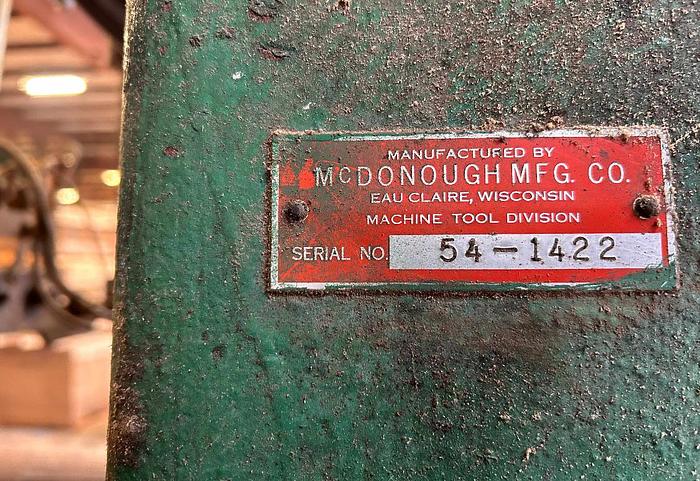 MANUFACTURED BY
McDONOUGH MFG. CO.
EAU CLAIRE, WISCONSIN
MACHINE TOOL DIVISION
SERIAL NO. 54-1422